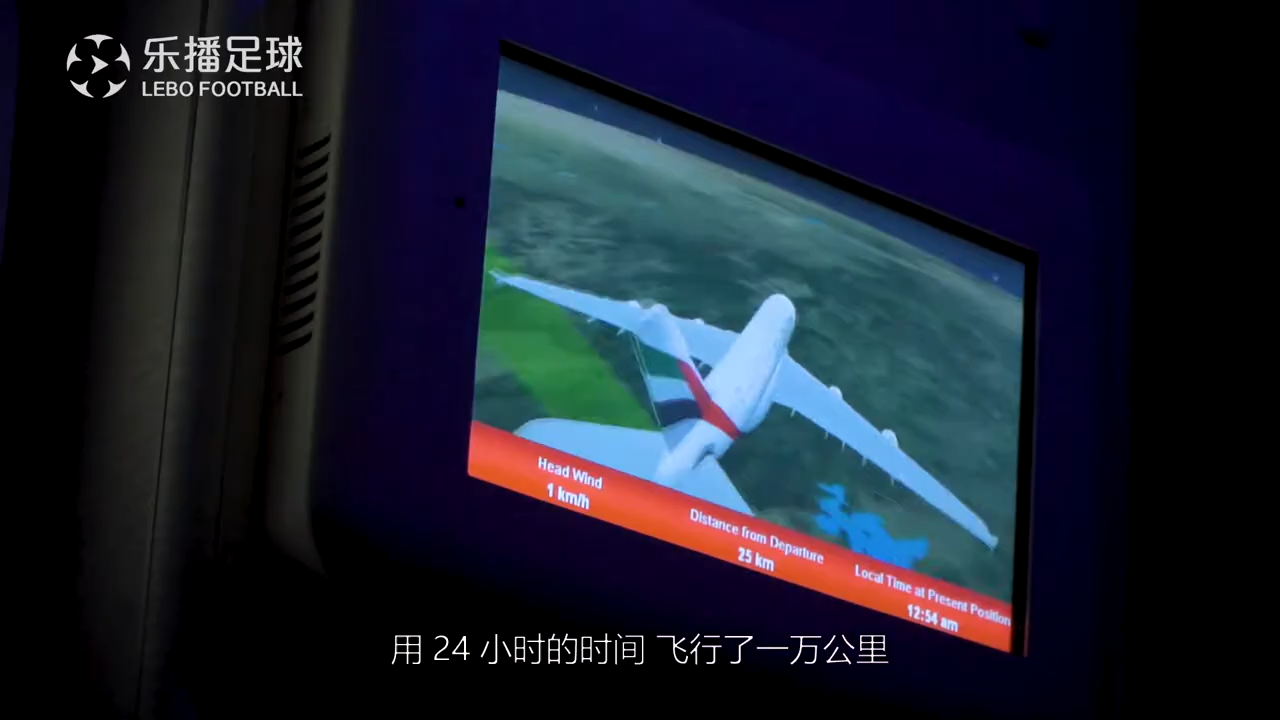 乐播足球
LEBO FOOTBALL
Head Wind
1 km/h
Distance from Departure
25 km
Local Time at Present Position
12:54 am
用 24 小时的时间 飞行了一万公里